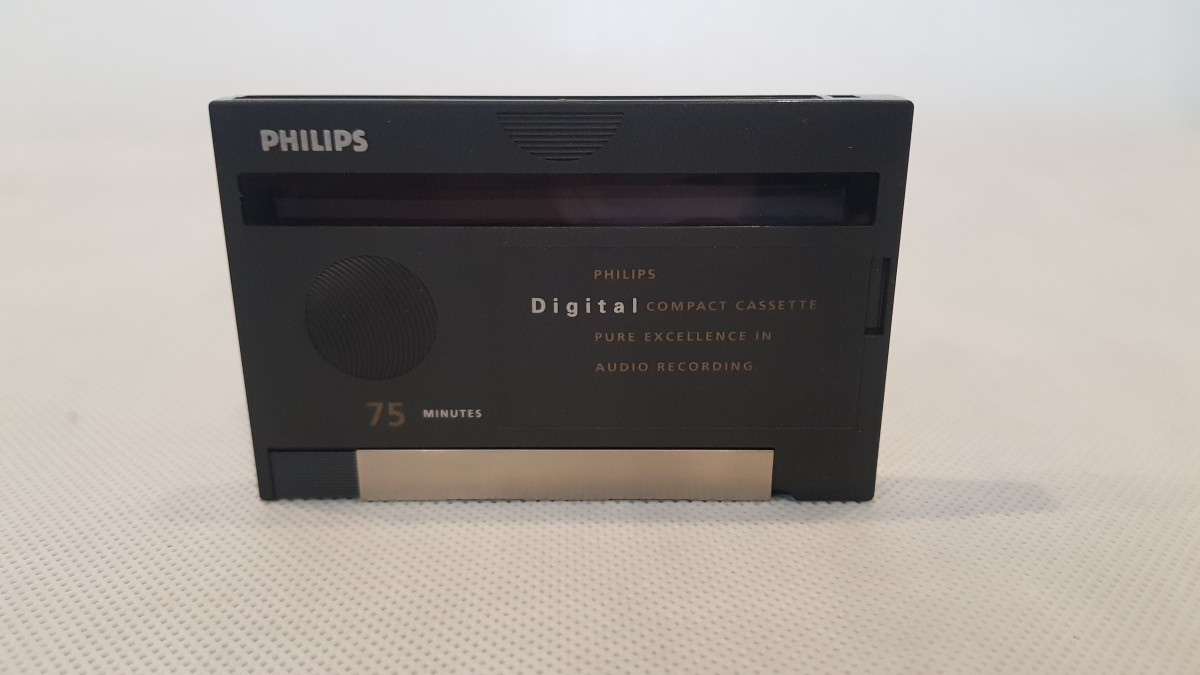 PHILIPS
PHILIPS
Digital COMPACT CASSETTE
PURE EXCELLENCE IN
AUDIO RECORDING
75 MINUTES